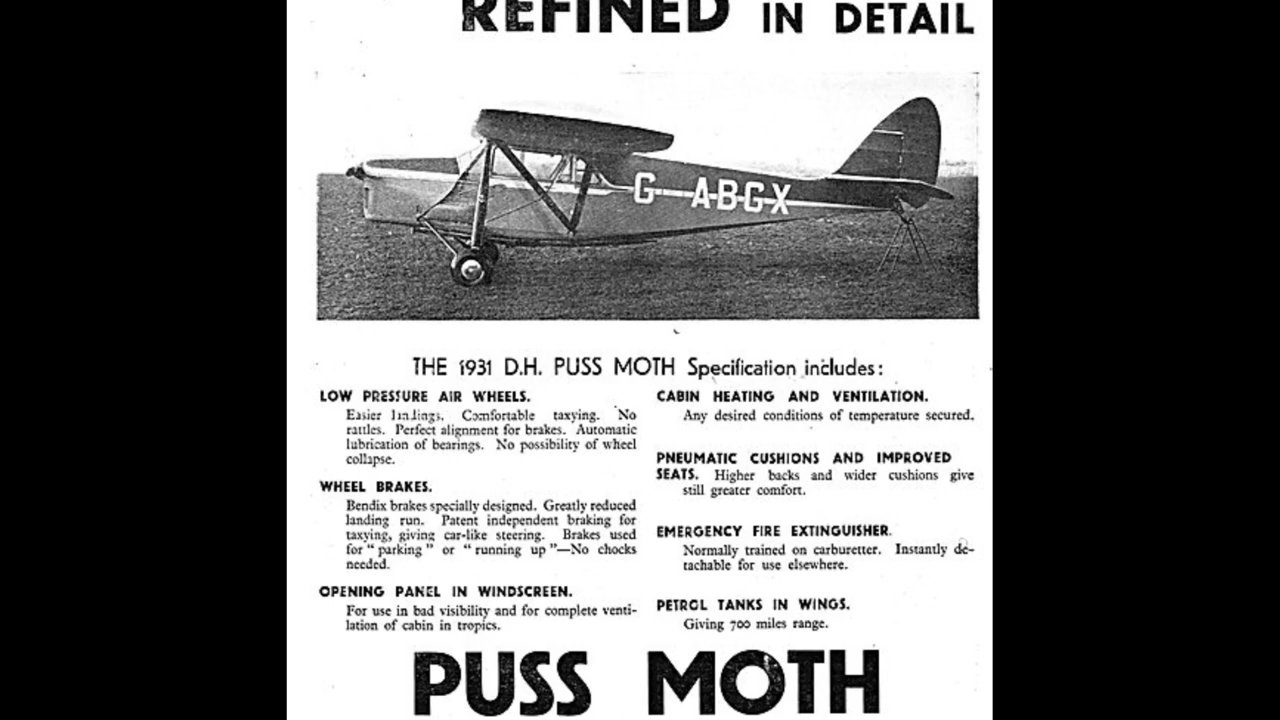 REFINED IN DETAIL
G-ABGX
THE 1931 D.H. PUSS MOTH Specification includes:
LOW PRESSURE AIR WHEELS.
Easier landings. Comfortable taxying. No
rattles. Perfect alignment for brakes. Automatic
lubrication of bearings. No possibility of wheel
collapse.
WHEEL BRAKES.
Bendix brakes specially designed. Greatly reduced
landing run. Patent independent braking for
taxying, giving car-like steering. Brakes used
for "parking" or "running up"—No chocks
needed.
OPENING PANEL IN WINDSCREEN.
For use in bad visibility and for complete venti-
lation of cabin in tropics.
CABIN HEATING AND VENTILATION.
Any desired conditions of temperature secured.
PNEUMATIC CUSHIONS AND IMPROVED
SEATS. Higher backs and wider cushions give
still greater comfort.
EMERGENCY FIRE EXTINGUISHER.
Normally trained on carburetter. Instantly de-
tachable for use elsewhere.
PETROL TANKS IN WINGS.
Giving 700 miles range.
PUSS MOTH